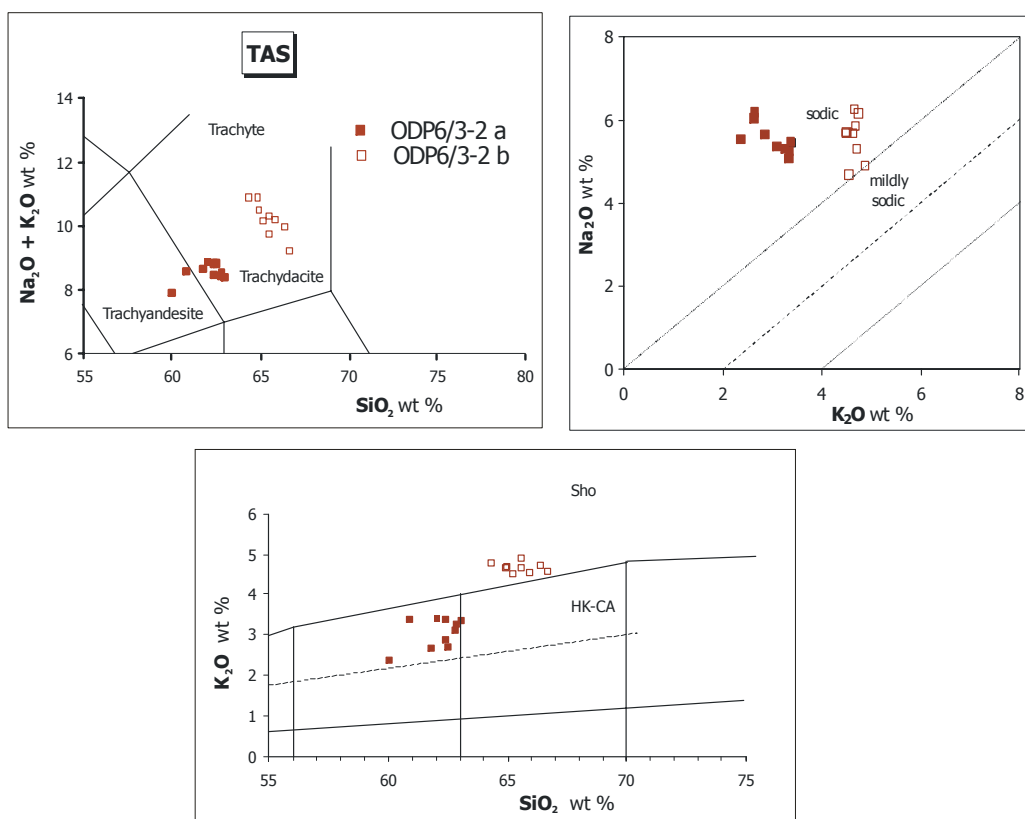 TAS
14
12
10
8
6
Na₂O + K₂O wt %
Trachyte
ODP6/3-2 a
ODP6/3-2 b
Trachydacite
Trachyandesite
55 60 65 70 75 80
SiO₂ wt %
8
6
4
2
0
Na₂O wt %
sodic
mildly
sodic
0 2 4 6 8
K₂O wt %
Sho
6
5
4
3
2
1
0
K₂O wt %
HK-CA
55 60 65 70 75
SiO₂ wt %